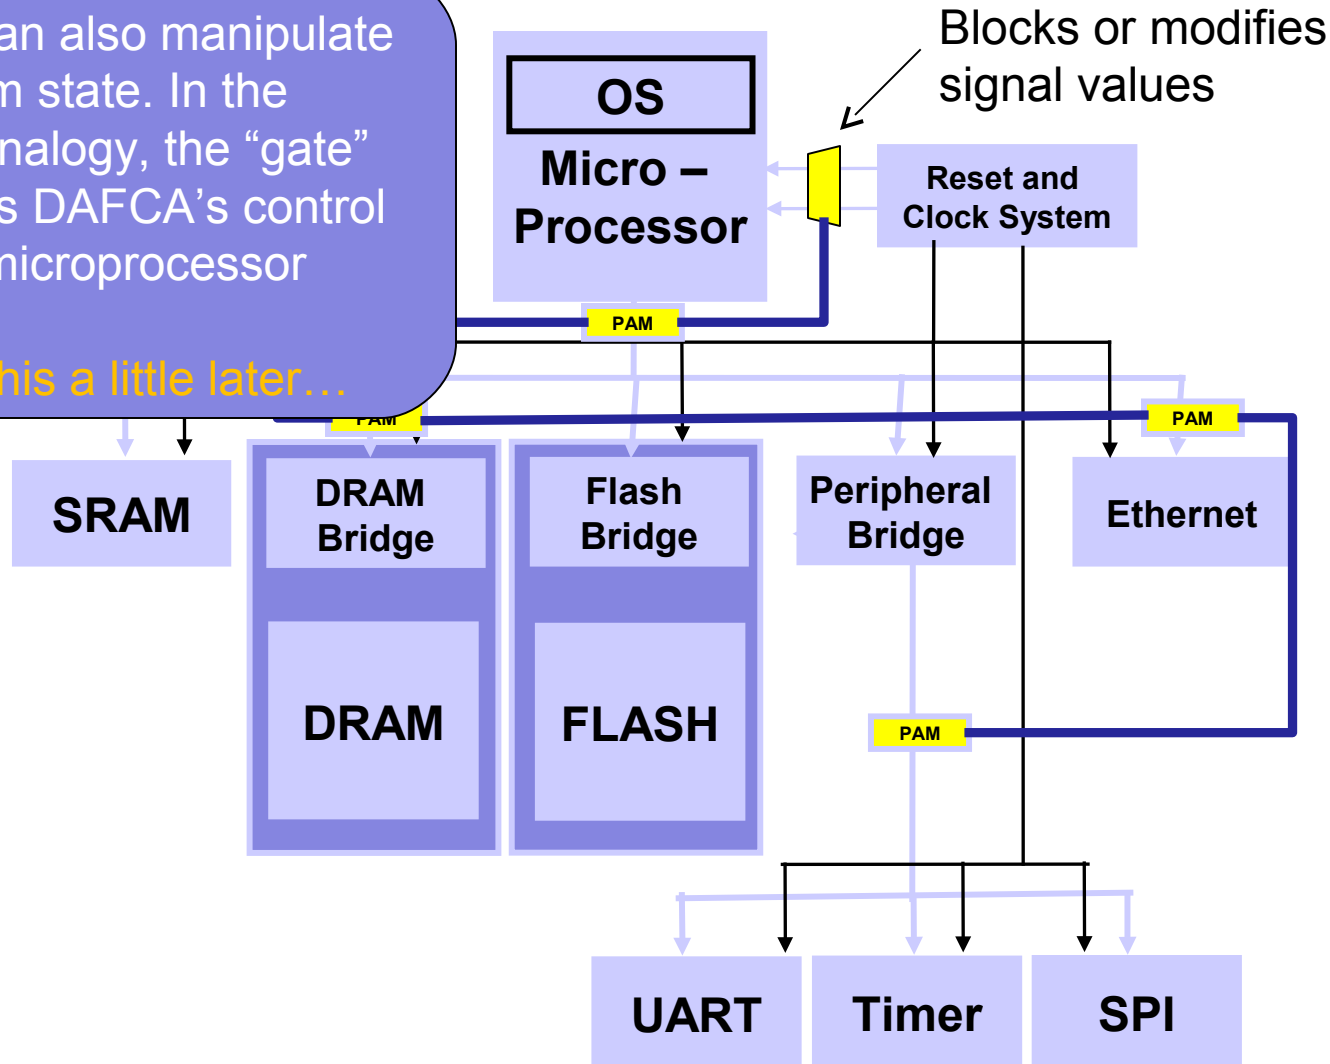 an also manipulate
m state. In the
nalogy, the “gate”
s DAFCA’s control
microprocessor
his a little later…
Blocks or modifies
signal values
OS
Micro –
Processor
Reset and
Clock System
PAM
PAM
PAM
SRAM
DRAM
Bridge
Flash
Bridge
Peripheral
Bridge
Ethernet
DRAM
FLASH
PAM
UART
Timer
SPI